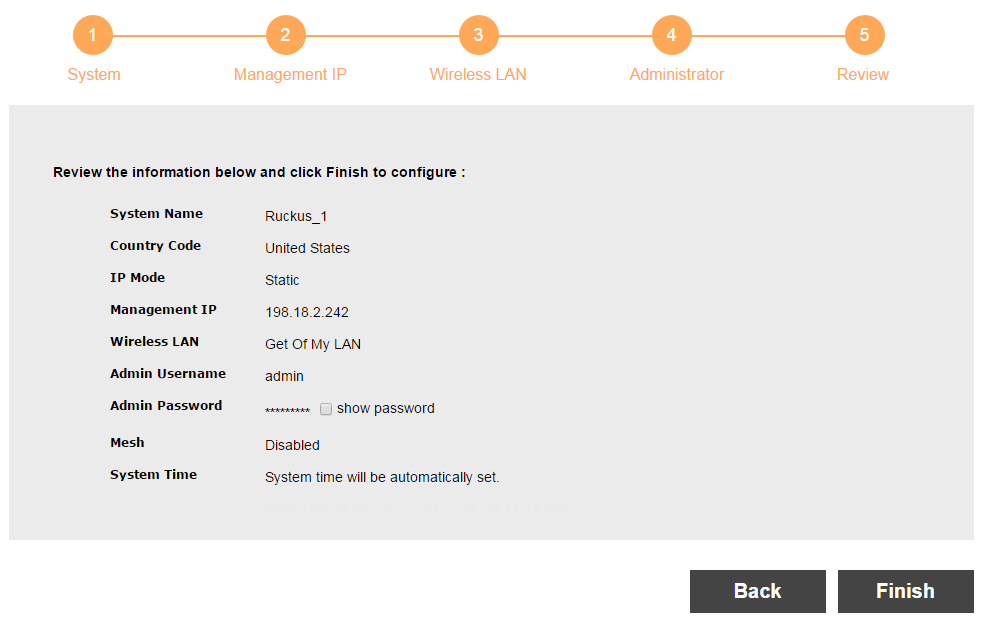 1 2 3 4 5
System Management IP Wireless LAN Administrator Review
Review the information below and click Finish to configure :
System Name Ruckus_1
Country Code United States
IP Mode Static
Management IP 198.18.2.242
Wireless LAN Get Of My LAN
Admin Username admin
Admin Password ********* show password
Mesh Disabled
System Time System time will be automatically set.
Back Finish